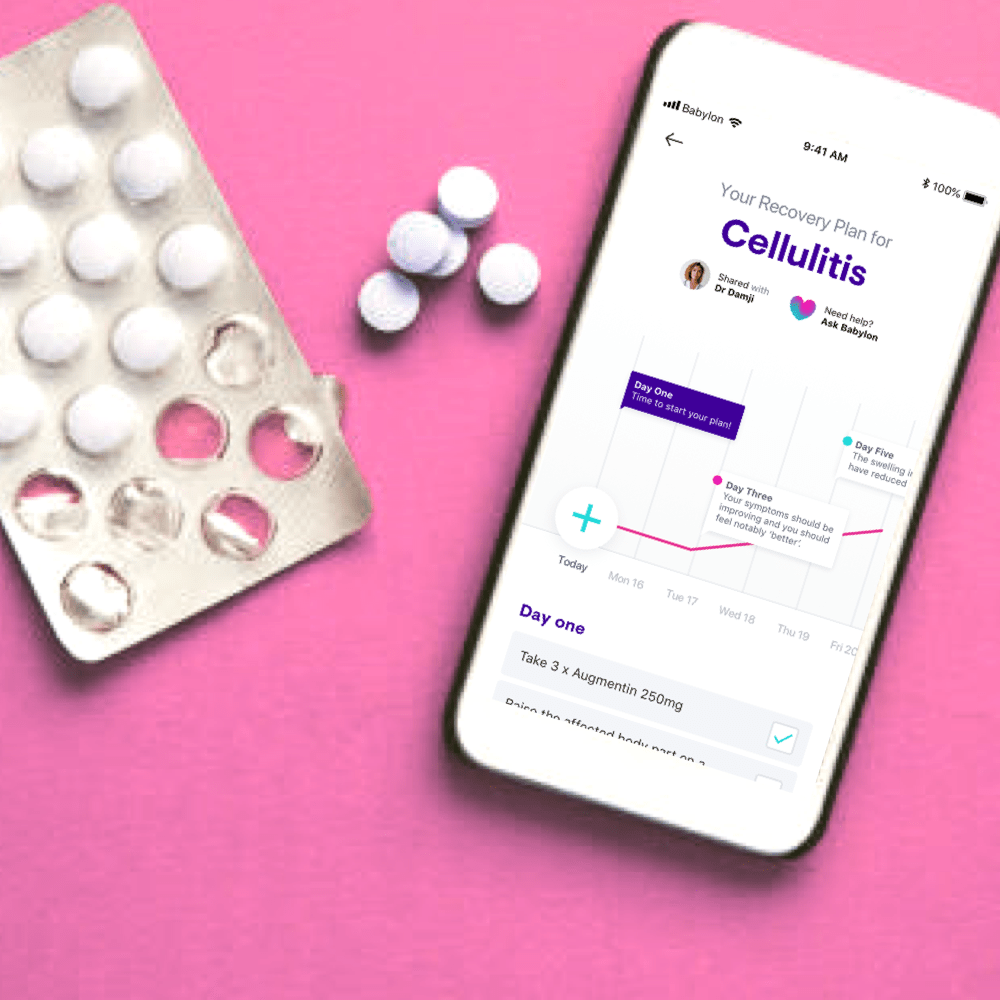 Babylon
9:41 AM
100%
Your Recovery Plan for
Cellulitis
Shared with
Dr Damji
Need help?
Ask Babylon
Day One
Time to start your plan!
Day Five
The swelling
have reduced
Day Three
Your symptoms should be
improving and you should
feel notably 'better'.
Today
Mon 16
Tue 17
Wed 18
Thu 19
Fri 20
Day one
Take 3 x Augmentin 250mg
Raise the affected body part on a